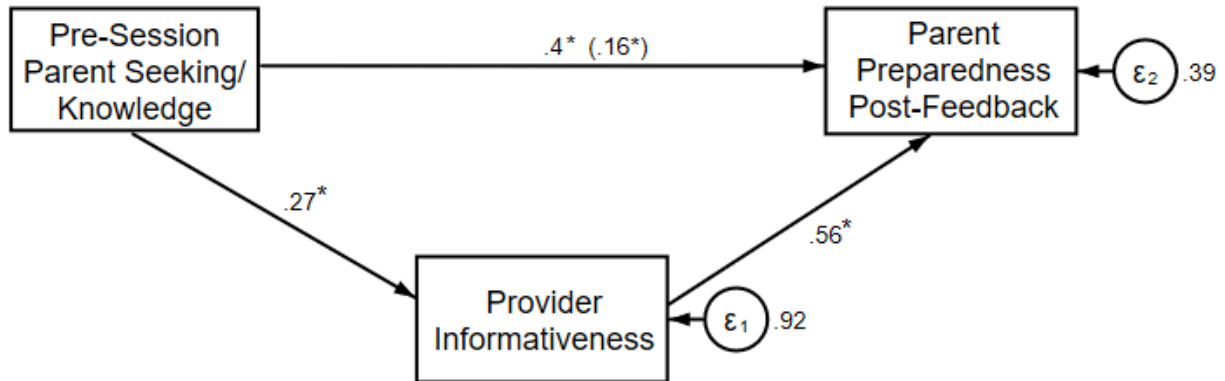 Pre-Session
Parent Seeking/
Knowledge
.4* (.16*)
Parent
Preparedness
Post-Feedback
ε2 .39
.27*
.56*
Provider
Informativeness
ε1 .92